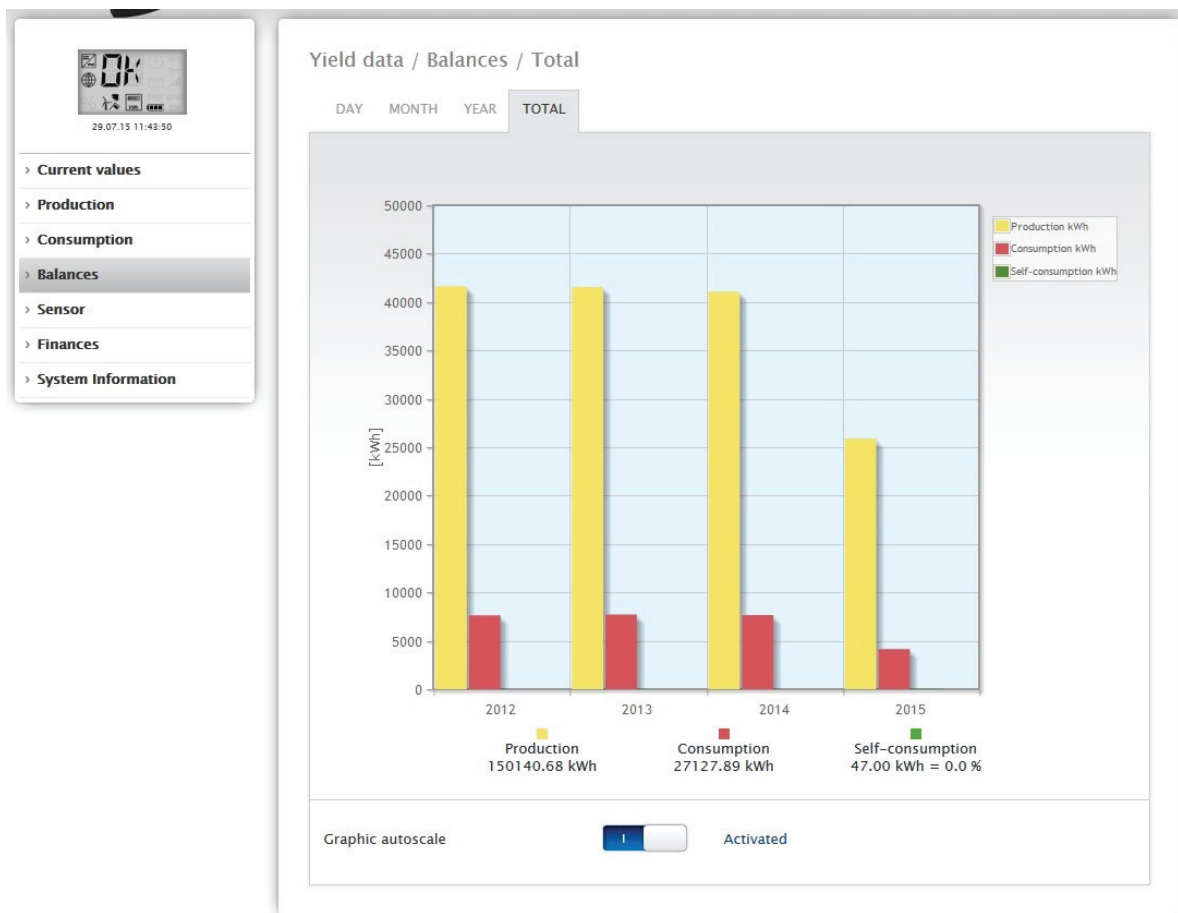 OK
29.07.15 11:43:50
› Current values
› Production
› Consumption
› Balances
› Sensor
› Finances
› System Information
Yield data / Balances / Total
DAY MONTH YEAR TOTAL
50000
45000
40000
35000
30000
25000
20000
15000
10000
5000
0
[kWh]
Production kWh
Consumption kWh
Self-consumption kWh
2012 2013 2014 2015
Production Consumption Self-consumption
150140.68 kWh 27127.89 kWh 47.00 kWh = 0.0 %
Graphic autoscale I Activated